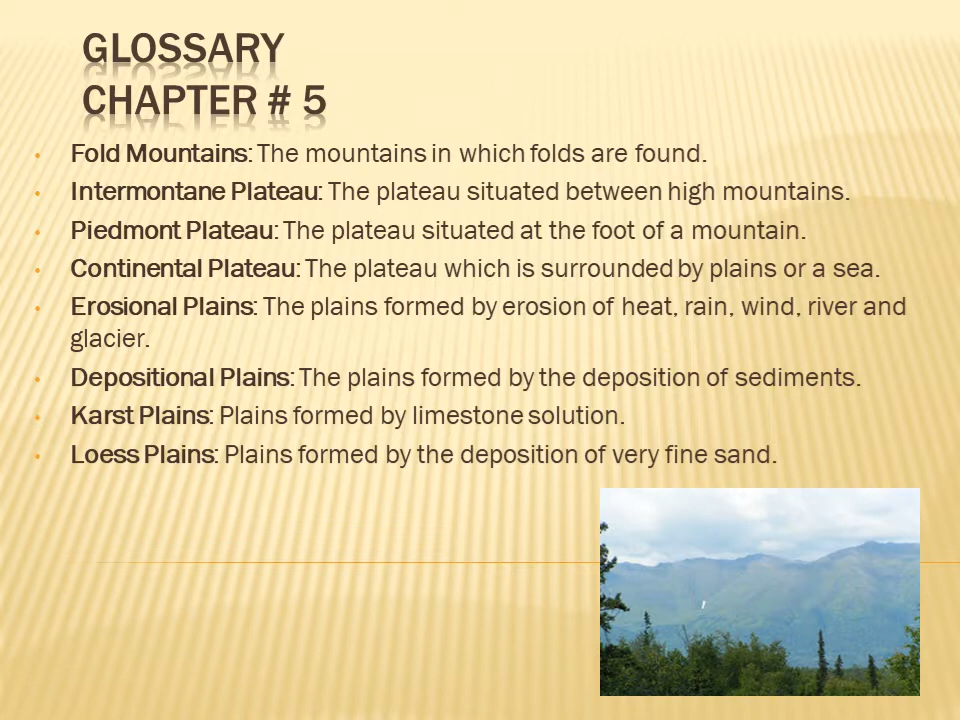 GLOSSARY
CHAPTER # 5
• Fold Mountains: The mountains in which folds are found.
• Intermontane Plateau: The plateau situated between high mountains.
• Piedmont Plateau: The plateau situated at the foot of a mountain.
• Continental Plateau: The plateau which is surrounded by plains or a sea.
• Erosional Plains: The plains formed by erosion of heat, rain, wind, river and
glacier.
• Depositional Plains: The plains formed by the deposition of sediments.
• Karst Plains: Plains formed by limestone solution.
• Loess Plains: Plains formed by the deposition of very fine sand.